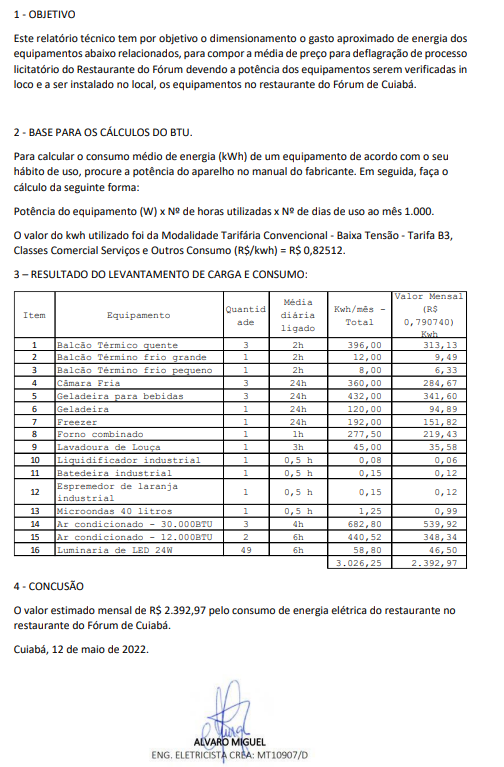 1 - OBJETIVO
Este relatório técnico tem por objetivo o dimensionamento o gasto aproximado de energia dos
equipamentos abaixo relacionados, para compor a média de preço para deflagração de processo
licitatório do Restaurante do Fórum devendo a potência dos equipamentos serem verificadas in
loco e a ser instalado no local, os equipamentos no restaurante do Fórum de Cuiabá.
2 - BASE PARA OS CÁLCULOS DO BTU.
Para calcular o consumo médio de energia (kWh) de um equipamento de acordo com o seu
hábito de uso, procure a potência do aparelho no manual do fabricante. Em seguida, faça o
cálculo da seguinte forma:
Potência do equipamento (W) x Nº de horas utilizadas x Nº de dias de uso ao mês 1.000.
O valor do kwh utilizado foi da Modalidade Tarifária Convencional - Baixa Tensão - Tarifa B3,
Classes Comercial Serviços e Outros Consumo (R$/kwh) = R$ 0,82512.
3 – RESULTADO DO LEVANTAMENTO DE CARGA E CONSUMO:
Item Equipamento Quantid ade Média diária ligado Kwh/mês - Total Valor Mensal (R$ 0,790740) Kwh
1 Balcão Térmico quente 3 2h 396,00 313,13
2 Balcão Término frio grande 1 2h 12,00 9,49
3 Balcão Término frio pequeno 1 2h 8,00 6,33
4 Câmara Fria 3 24h 360,00 284,67
5 Geladeira para bebidas 3 24h 432,00 341,60
6 Geladeira 1 24h 120,00 94,89
7 Freezer 1 24h 192,00 151,82
8 Forno combinado 1 1h 277,50 219,43
9 Lavadoura de Louça 1 3h 45,00 35,58
10 Liquidificador industrial 1 0,5 h 0,08 0,06
11 Batedeira industrial 1 0,5 h 0,15 0,12
12 Espremedor de laranja industrial 1 0,5 h 0,15 0,12
13 Microondas 40 litros 1 0,5 h 1,25 0,99
14 Ar condicionado - 30.000BTU 3 4h 682,80 539,92
15 Ar condicionado - 12.000BTU 2 6h 440,52 348,34
16 Luminaria de LED 24W 49 6h 58,80 46,50
3.026,25 2.392,97
4 - CONCUSÃO
O valor estimado mensal de R$ 2.392,97 pelo consumo de energia elétrica do restaurante no
restaurante do Fórum de Cuiabá.
Cuiabá, 12 de maio de 2022.
ALVARO MIGUEL
ENG. ELETRICISTA CREA: MT10907/D